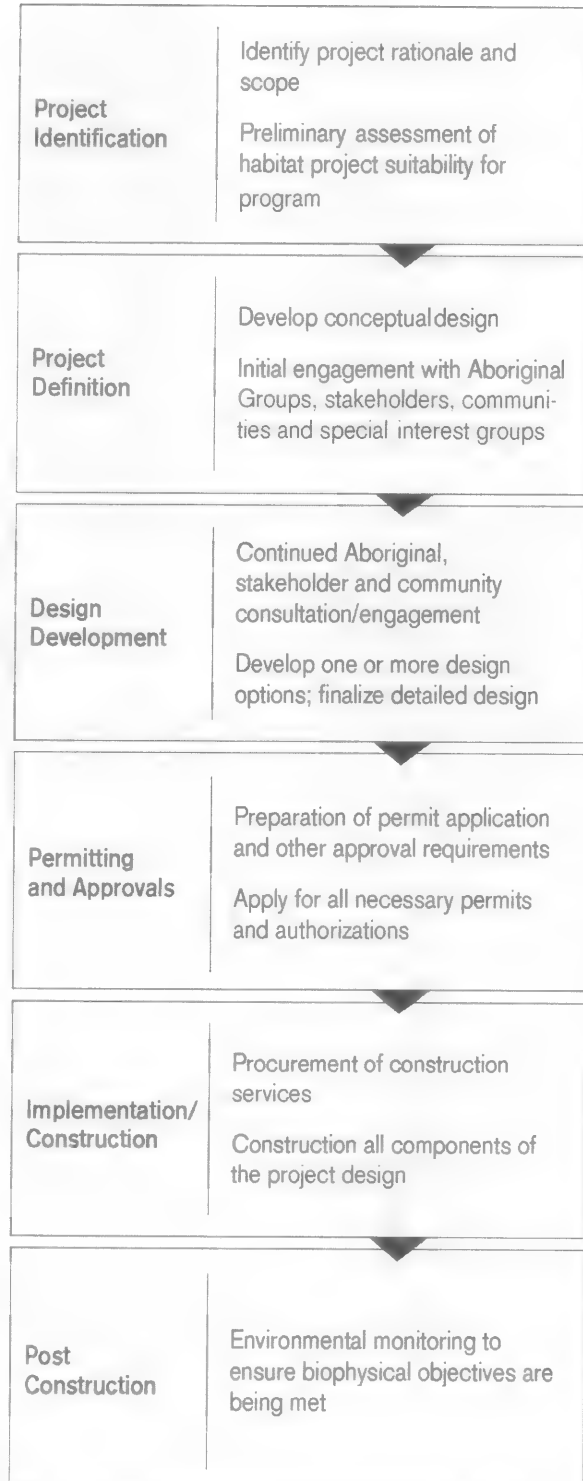 Project
Identification
Identify project rationale and
scope
Preliminary assessment of
habitat project suitability for
program
Project
Definition
Develop conceptual design
Initial engagement with Aboriginal
Groups, stakeholders, communi-
ties and special interest groups
Design
Development
Continued Aboriginal,
stakeholder and community
consultation/engagement
Develop one or more design
options; finalize detailed design
Permitting
and Approvals
Preparation of permit application
and other approval requirements
Apply for all necessary permits
and authorizations
Implementation/
Construction
Procurement of construction
services
Construction all components of
the project design
Post
Construction
Environmental monitoring to
ensure biophysical objectives are
being met